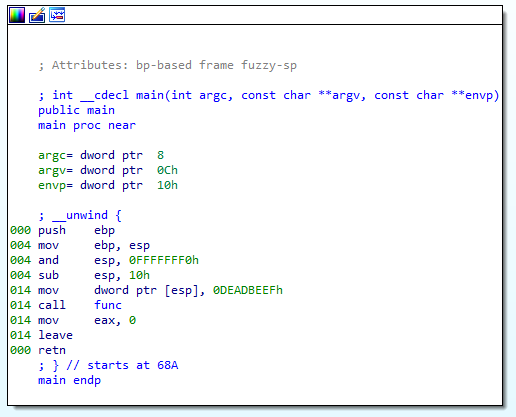 ; Attributes: bp-based frame fuzzy-sp
; int __cdecl main(int argc, const char **argv, const char **envp)
public main
main proc near
argc= dword ptr  8
argv= dword ptr  0Ch
envp= dword ptr  10h
; __unwind {
000 push    ebp
004 mov     ebp, esp
004 and     esp, 0FFFFFFF0h
004 sub     esp, 10h
014 mov     dword ptr [esp], 0DEADBEEFh
014 call    func
014 mov     eax, 0
014 leave
000 retn
; } // starts at 68A
main endp